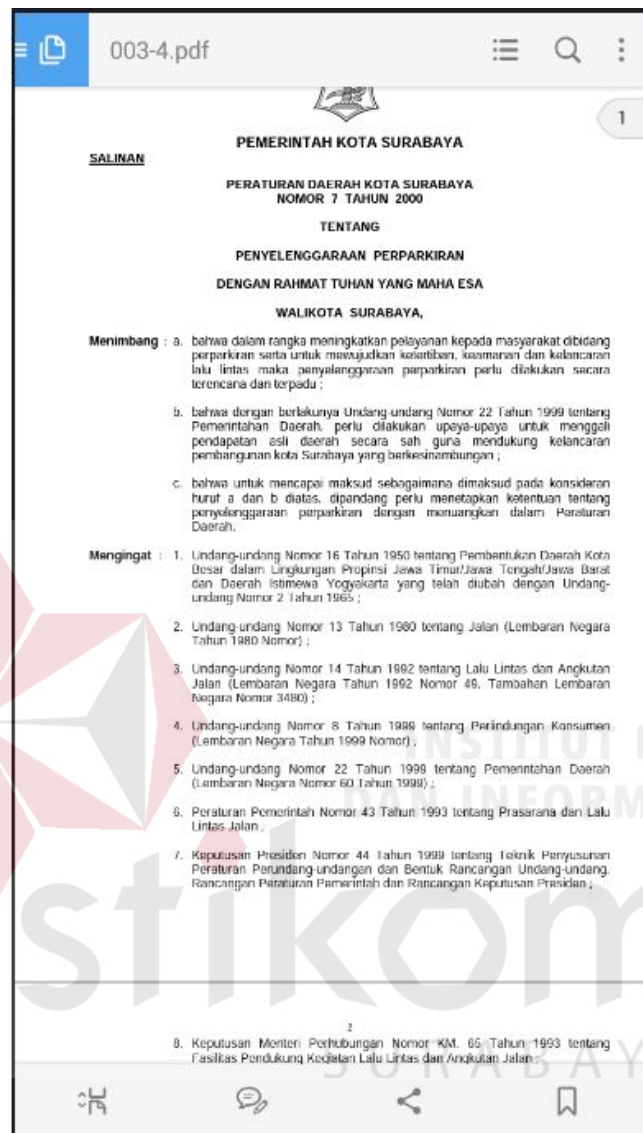 003-4.pdf
1
PEMERINTAH KOTA SURABAYA
SALINAN
PERATURAN DAERAH KOTA SURABAYA
NOMOR 7 TAHUN 2000
TENTANG
PENYELENGGARAAN PERPARKIRAN
DENGAN RAHMAT TUHAN YANG MAHA ESA
WALIKOTA SURABAYA,
Menimbang : a. bahwa dalam rangka meningkatkan pelayanan kepada masyarakat dibidang
perparkiran serta untuk mewujudkan ketertiban, keamanan dan kelancaran
lalu lintas maka penyelenggaraan perparkiran perlu dilakukan secara
terencana dan terpadu ;
b. bahwa dengan berlakunya Undang-undang Nomor 22 Tahun 1999 tentang
Pemerintahan Daerah, perlu dilakukan upaya-upaya untuk menggali
pendapatan asli daerah secara sah guna mendukung kelancaran
pembangunan kota Surabaya yang berkesinambungan ;
c. bahwa untuk mencapai maksud sebagaimana dimaksud pada konsideran
huruf a dan b diatas, dipandang perlu menetapkan ketentuan tentang
penyelenggaraan perparkiran dengan menuangkan dalam Peraturan
Daerah.
Mengingat : 1. Undang-undang Nomor 16 Tahun 1950 tentang Pembentukan Daerah Kota
Besar dalam Lingkungan Propinsi Jawa Timur/Jawa Tengah/Jawa Barat
dan Daerah Istimewa Yogyakarta yang telah diubah dengan Undang-
undang Nomor 2 Tahun 1965 ;
2. Undang-undang Nomor 13 Tahun 1980 tentang Jalan (Lembaran Negara
Tahun 1980 Nomor) ;
3. Undang-undang Nomor 14 Tahun 1992 tentang Lalu Lintas dan Angkutan
Jalan (Lembaran Negara Tahun 1992 Nomor 49, Tambahan Lembaran
Negara Nomor 3480) ;
4. Undang-undang Nomor 8 Tahun 1999 tentang Perlindungan Konsumen
(Lembaran Negara Tahun 1999 Nomor) ;
5. Undang-undang Nomor 22 Tahun 1999 tentang Pemerintahan Daerah
(Lembaran Negara Nomor 60 Tahun 1999) ;
6. Peraturan Pemerintah Nomor 43 Tahun 1993 tentang Prasarana dan Lalu
Lintas Jalan ;
7. Keputusan Presiden Nomor 44 Tahun 1999 tentang Teknik Penyusunan
Peraturan Perundang-undangan dan Bentuk Rancangan Undang-undang,
Rancangan Peraturan Pemerintah dan Rancangan Keputusan Presiden ;
2
8. Keputusan Menteri Perhubungan Nomor KM. 65 Tahun 1993 tentang
Fasilitas Pendukung Kegiatan Lalu Lintas dan Angkutan Jalan ;
INSTITUT
DAN INFORM
stikom
SURABAY